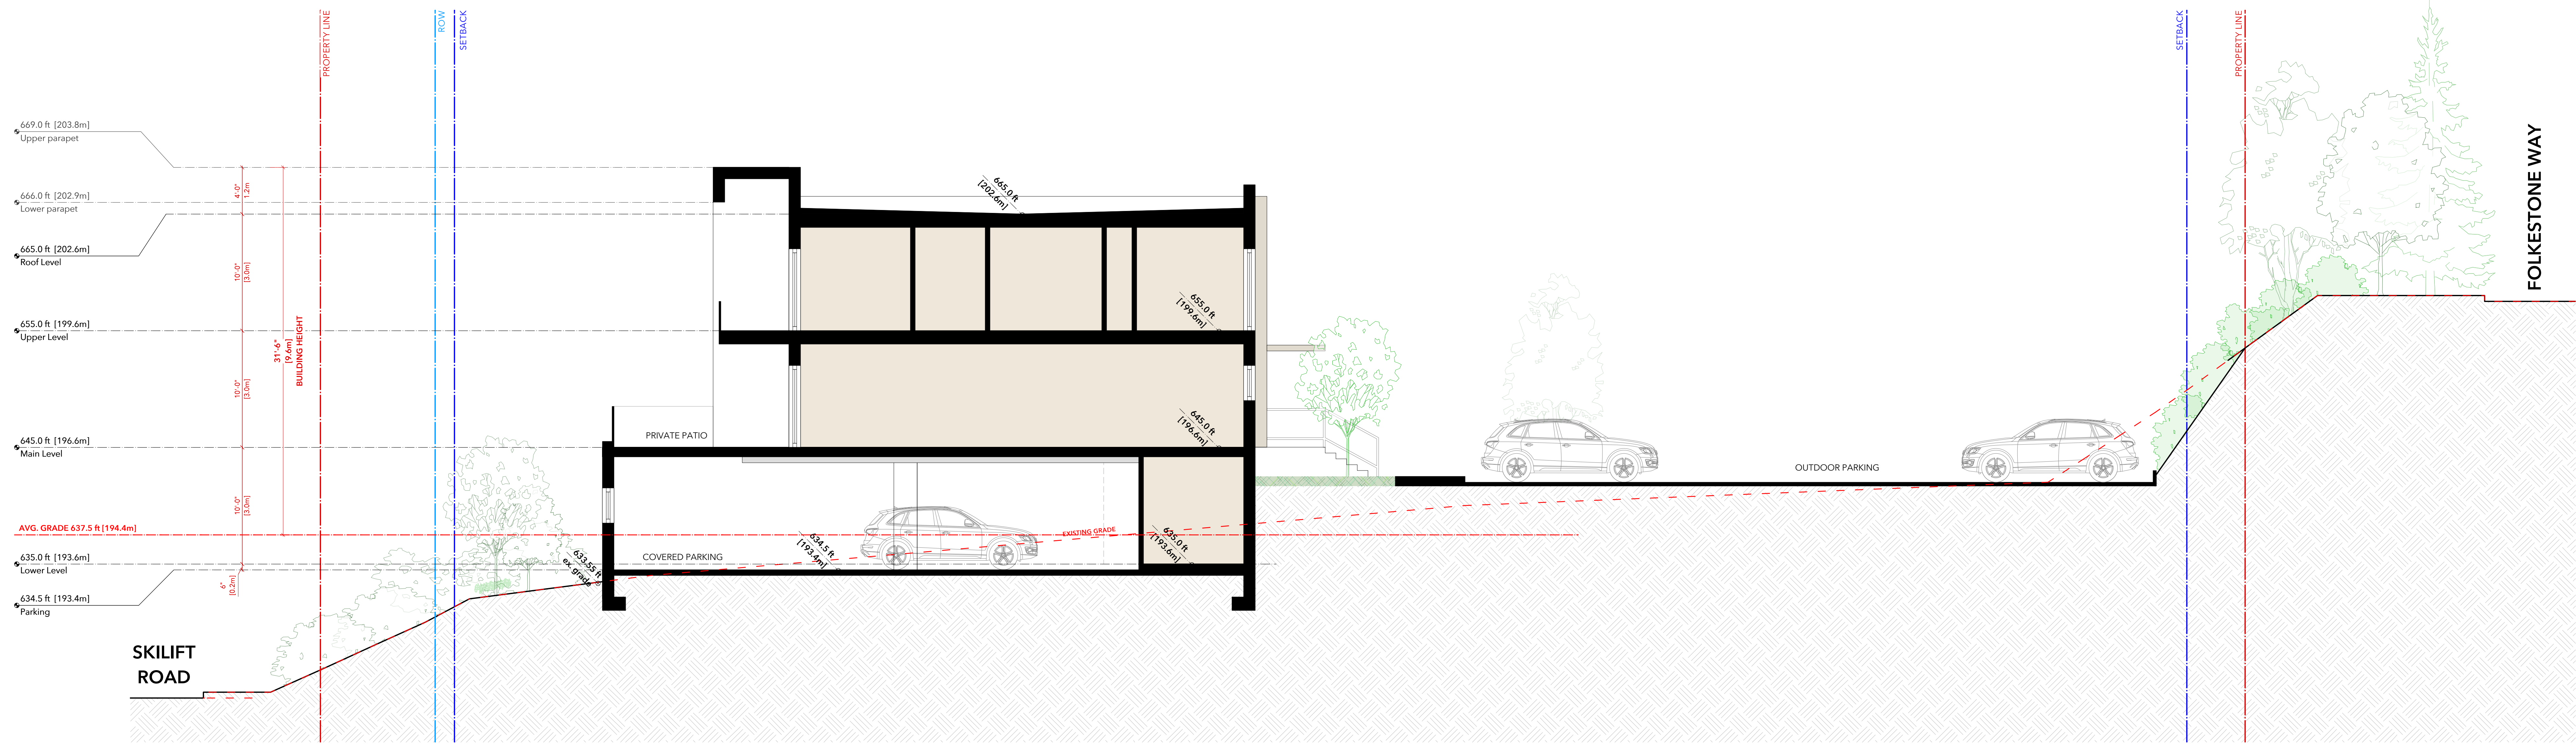 PROPERTY LINE
RIOW
SETBACK
SETBACK
PROPERTY LINE
669.0 ft [203.8m]
Upper parapet
666.0 ft [202.9m]
Lower parapet
665.0 ft [202.6m]
Roof Level
655.0 ft [199.6m]
Upper Level
645.0 ft [196.6m]
Main Level
AVG. GRADE 637.5 ft [194.4m]
635.0 ft [193.6m]
Lower Level
634.5 ft [193.4m]
Parking
4'-0"
1.2m
10'-0"
[3.0m]
10'-0"
[3.0m]
10'-0"
[3.0m]
6"
[0.2m]
31'-6"
[9.6m]
BUILDING HEIGHT
SKILIFT
ROAD
665.0 ft
[202.6m]
655.0 ft
[199.6m]
645.0 ft
[196.6m]
PRIVATE PATIO
COVERED PARKING
633.55 ft
ex. grade
634.5 ft
[193.4m]
EXISTING GRADE
635.0 ft
[193.6m]
OUTDOOR PARKING
FOLKESTONE WAY